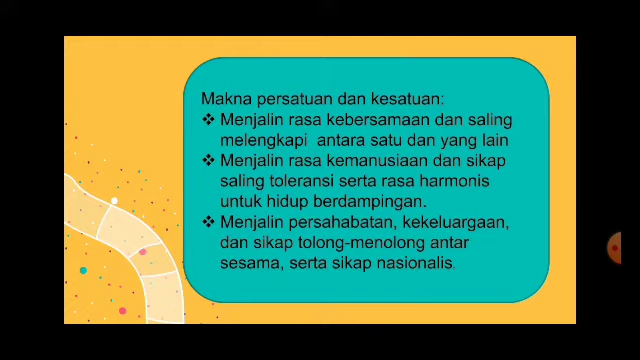 Makna persatuan dan kesatuan:
❖ Menjalin rasa kebersamaan dan saling
melengkapi antara satu dan yang lain
❖ Menjalin rasa kemanusiaan dan sikap
saling toleransi serta rasa harmonis
untuk hidup berdampingan.
❖ Menjalin persahabatan, kekeluargaan,
dan sikap tolong-menolong antar
sesama, serta sikap nasionalis.